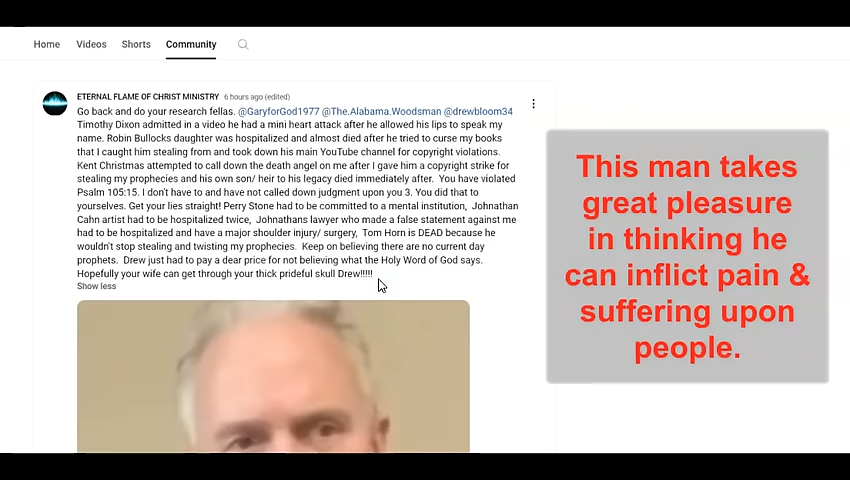 Home Videos Shorts Community
ETERNAL FLAME OF CHRIST MINISTRY 6 hours ago (edited)
Go back and do your research fellas. @GaryforGod1977 @The.Alabama.Woodsman @drewbloom34
Timothy Dixon admitted in a video he had a mini heart attack after he allowed his lips to speak my
name. Robin Bullocks daughter was hospitalized and almost died after he tried to curse my books
that I caught him stealing from and took down his main YouTube channel for copyright violations.
Kent Christmas attempted to call down the death angel on me after I gave him a copyright strike for
stealing my prophecies and his own son/ heir to his legacy died immediately after. You have violated
Psalm 105:15. I don't have to and have not called down judgment upon you 3. You did that to
yourselves. Get your lies straight! Perry Stone had to be committed to a mental institution, Johnathan
Cahn artist had to be hospitalized twice, Johnathans lawyer who made a false statement against me
had to be hospitalized and have a major shoulder injury/ surgery, Tom Horn is DEAD because he
wouldn't stop stealing and twisting my prophecies. Keep on believing there are no current day
prophets. Drew just had to pay a dear price for not believing what the Holy Word of God says.
Hopefully your wife can get through your thick prideful skull Drew!!!!!
Show less
This man takes
great pleasure
in thinking he
can inflict pain &
suffering upon
people.